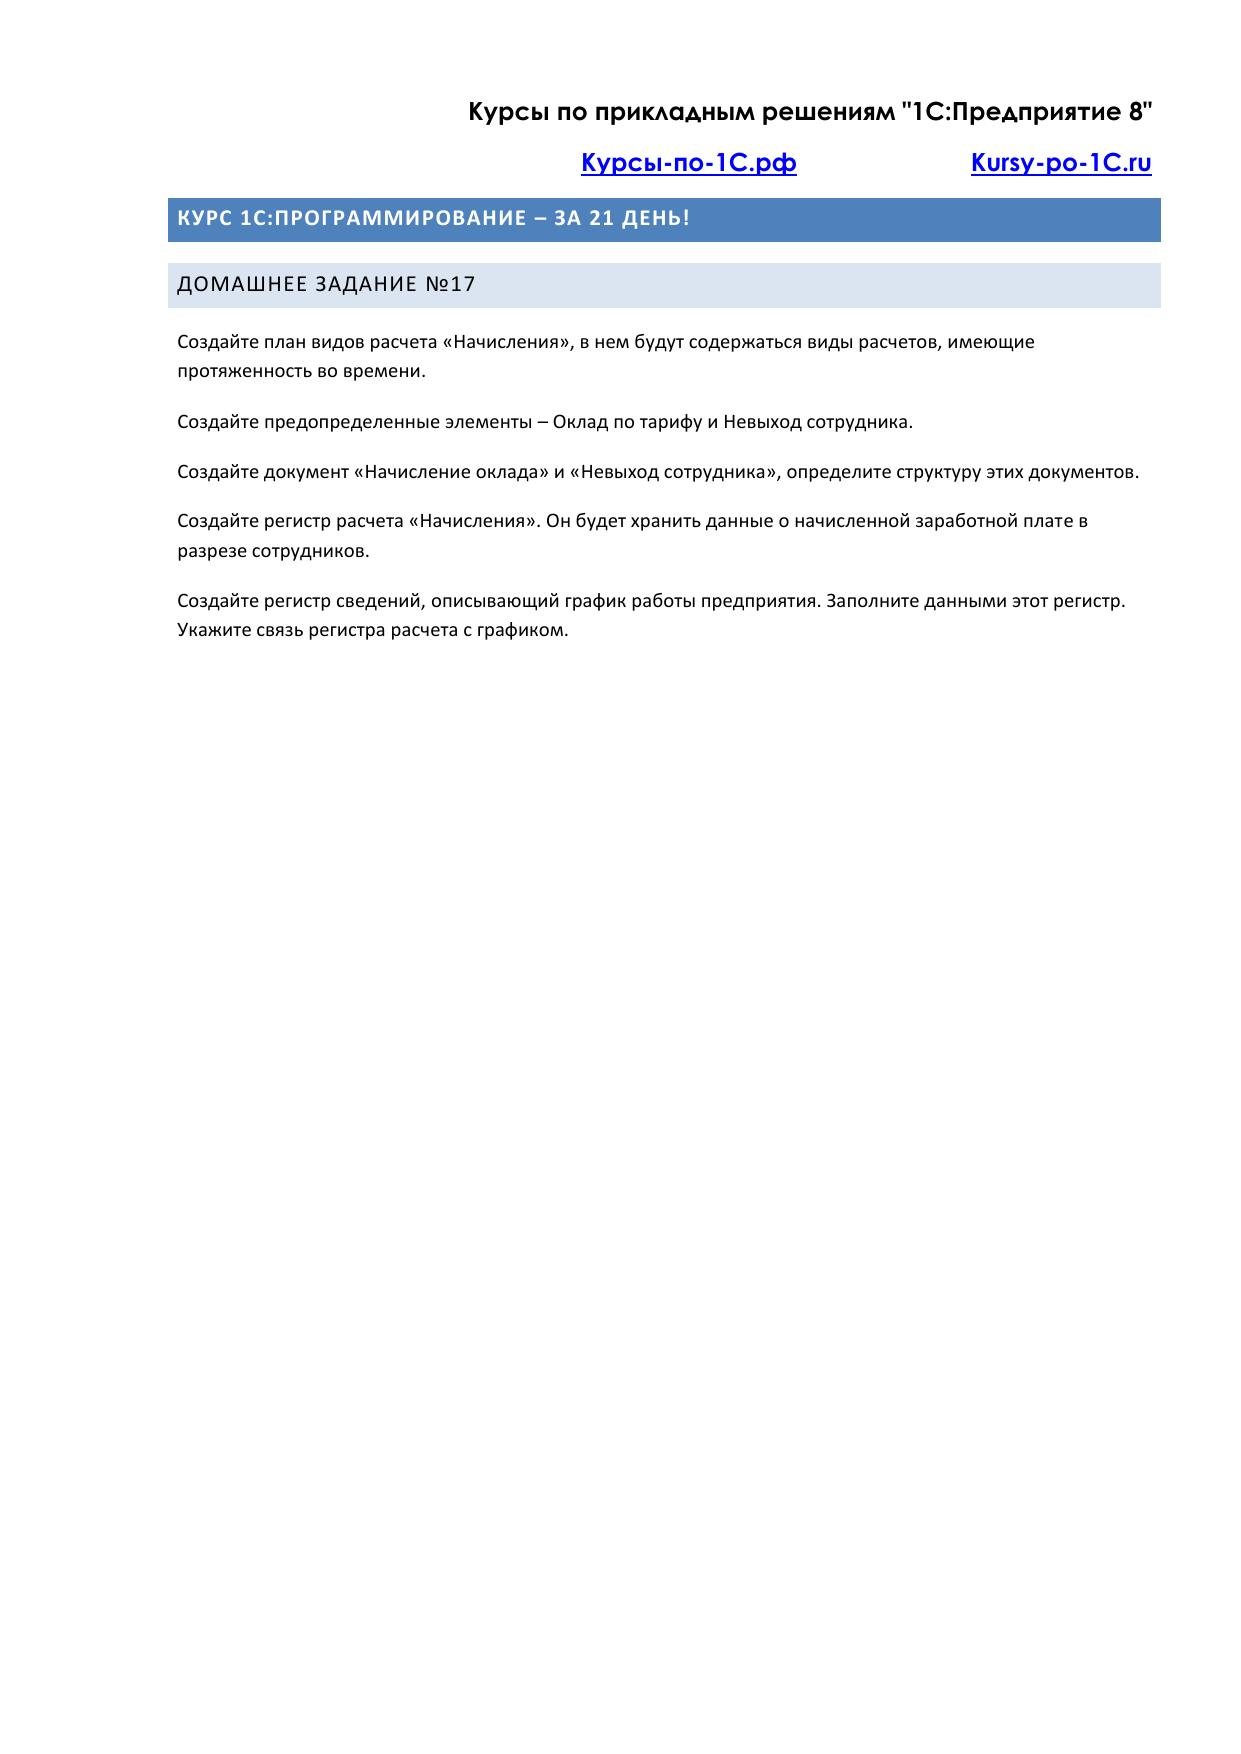 Курсы по прикладным решениям "1С:Предприятие 8"
Курсы-по-1С.рф Kursy-po-1C.ru
КУРС 1С:ПРОГРАММИРОВАНИЕ – ЗА 21 ДЕНЬ!
ДОМАШНЕЕ ЗАДАНИЕ №17
Создайте план видов расчета «Начисления», в нем будут содержаться виды расчетов, имеющие
протяженность во времени.
Создайте предопределенные элементы – Оклад по тарифу и Невыход сотрудника.
Создайте документ «Начисление оклада» и «Невыход сотрудника», определите структуру этих документов.
Создайте регистр расчета «Начисления». Он будет хранить данные о начисленной заработной плате в
разрезе сотрудников.
Создайте регистр сведений, описывающий график работы предприятия. Заполните данными этот регистр.
Укажите связь регистра расчета с графиком.